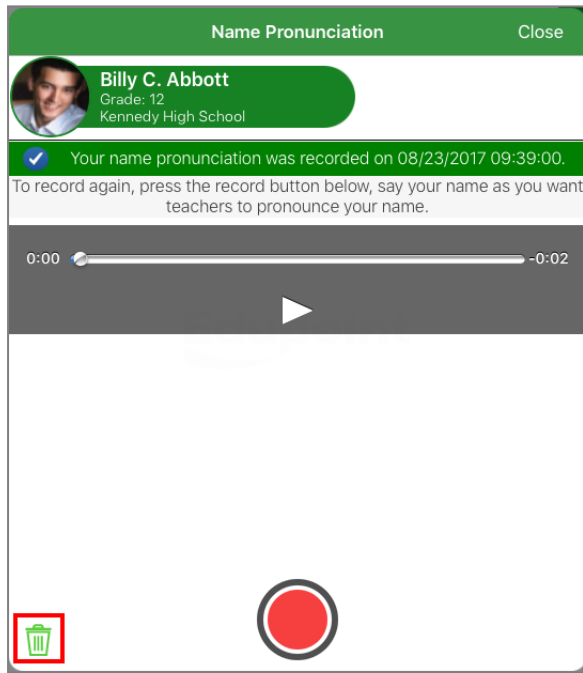 Name Pronunciation Close
Billy C. Abbott
Grade: 12
Kennedy High School
Your name pronunciation was recorded on 08/23/2017 09:39:00.
To record again, press the record button below, say your name as you want
teachers to pronounce your name.
0:00 -0:02